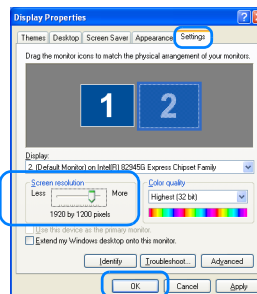 Display Properties
Themes Desktop Screen Saver Appearance Settings
Drag the monitor icons to match the physical arrangement of your monitors.
1 2
Display:
2. (Default Monitor) on Intel(R) 82945G Express Chipset Family
Screen resolution
Color quality
Less More
Highest (32 bit)
1920 by 1200 pixels
Use this device as the primary monitor.
Extend my Windows desktop onto this monitor.
Identify Troubleshoot... Advanced
OK Cancel Apply